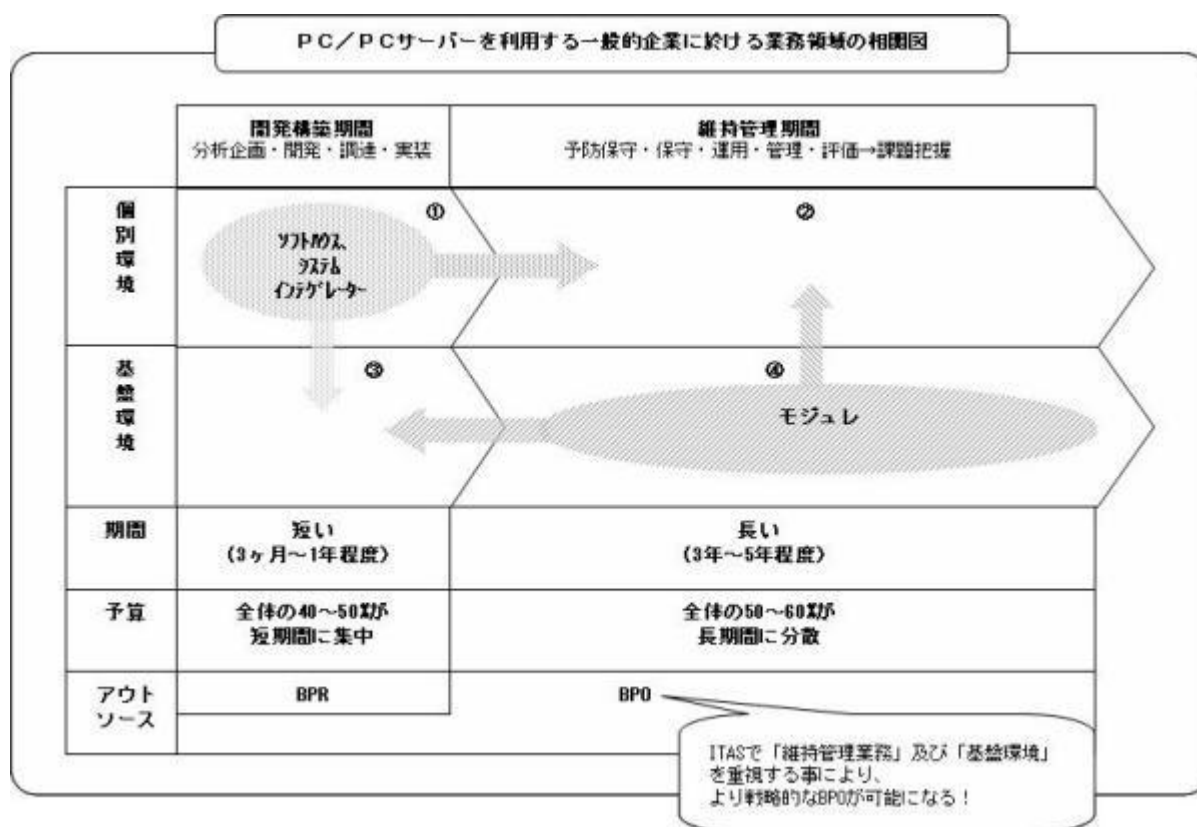 PC/PCサーバーを利用する一般的企業に於ける業務領域の相関図
開発構築期間
分析企画・開発・調達・実装
維持管理期間
予防保守・保守・運用・管理・評価→課題把握
個
別
環
境
①
ソフトハウス、
システム
インテグレーター
②
基
盤
環
境
③
④
モジュレ
期間
短い
(3ヶ月~1年程度)
長い
(3年~5年程度)
予算
全体の40~50%が
短期間に集中
全体の50~60%が
長期間に分散
アウト
ソース
BPR
BPO
ITASで「維持管理業務」及び「基盤環境」
を重視する事により、
より戦略的なBPOが可能になる!